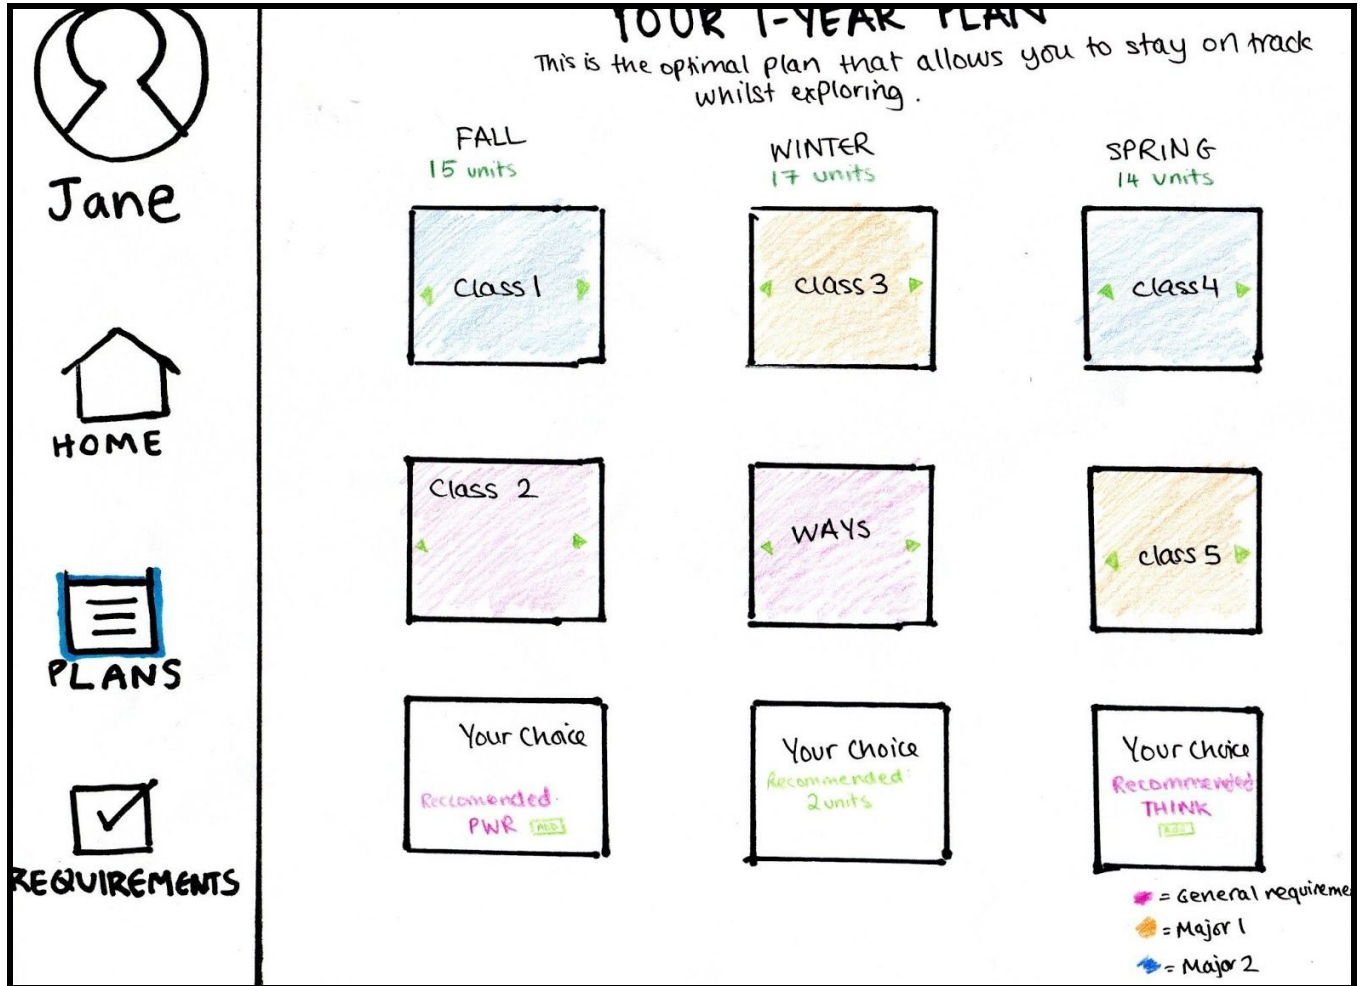 YOUR 1-YEAR PLAN
This is the optimal plan that allows you to stay on track
whilst exploring.
Jane
HOME
PLANS
REQUIREMENTS
FALL
15 units
WINTER
17 units
SPRING
14 units
Class 1
Class 3
Class 4
Class 2
WAYS
Class 5
Your Choice
Reccomended.
PWR ADD
Your Choice
Recommended:
2 units
Your Choice
Recommended
THINK
ADD
= General requireme
= Major 1
= Major 2